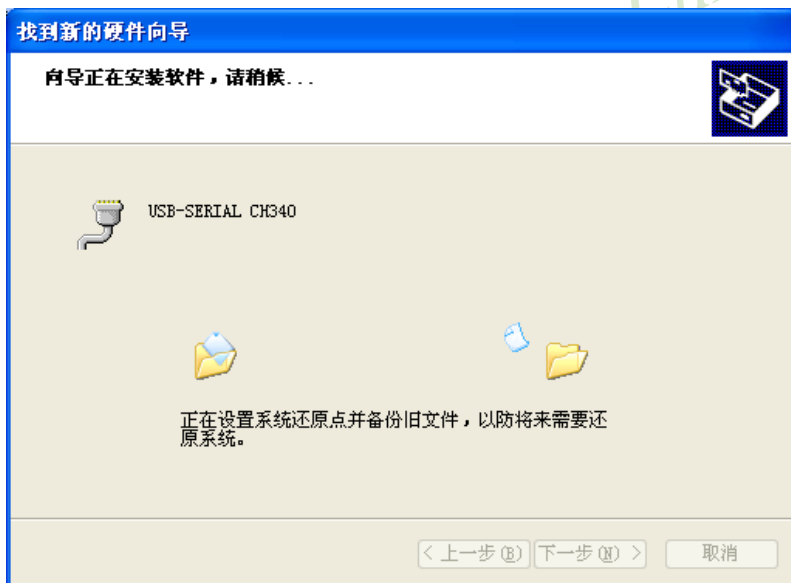 找到新的硬件向导
向导正在安装软件，请稍候...
USB-SERIAL CH340
正在设置系统还原点并备份旧文件，以防将来需要还
原系统。
< 上一步(B) 下一步(N) > 取消